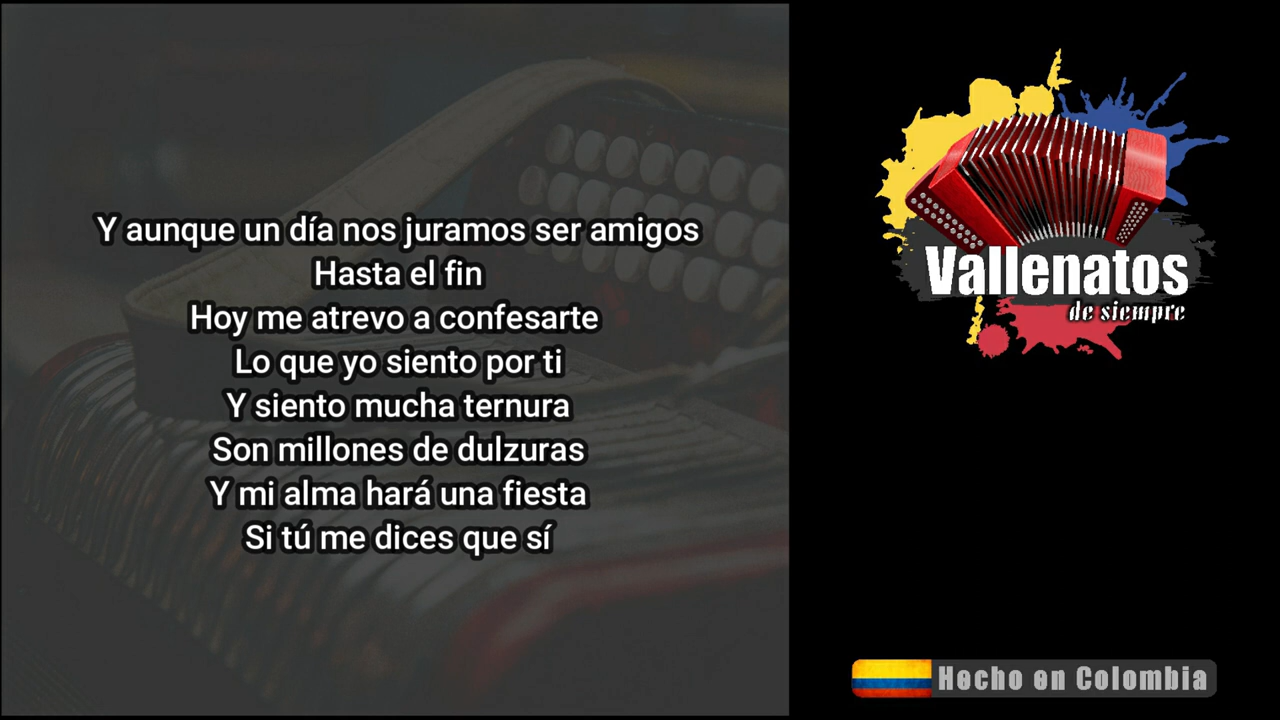 Y aunque un día nos juramos ser amigos
Hasta el fin
Hoy me atrevo a confesarte
Lo que yo siento por ti
Y siento mucha ternura
Son millones de dulzuras
Y mi alma hará una fiesta
Si tú me dices que sí
Vallenatos
de siempre
Hecho en Colombia